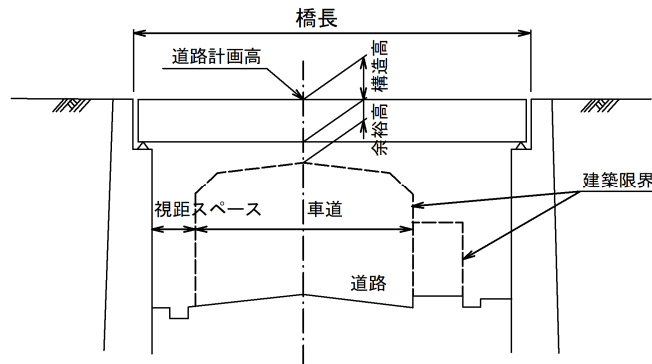 橋長
道路計画高
構造高
余裕高
建築限界
視距スペース
車道
道路